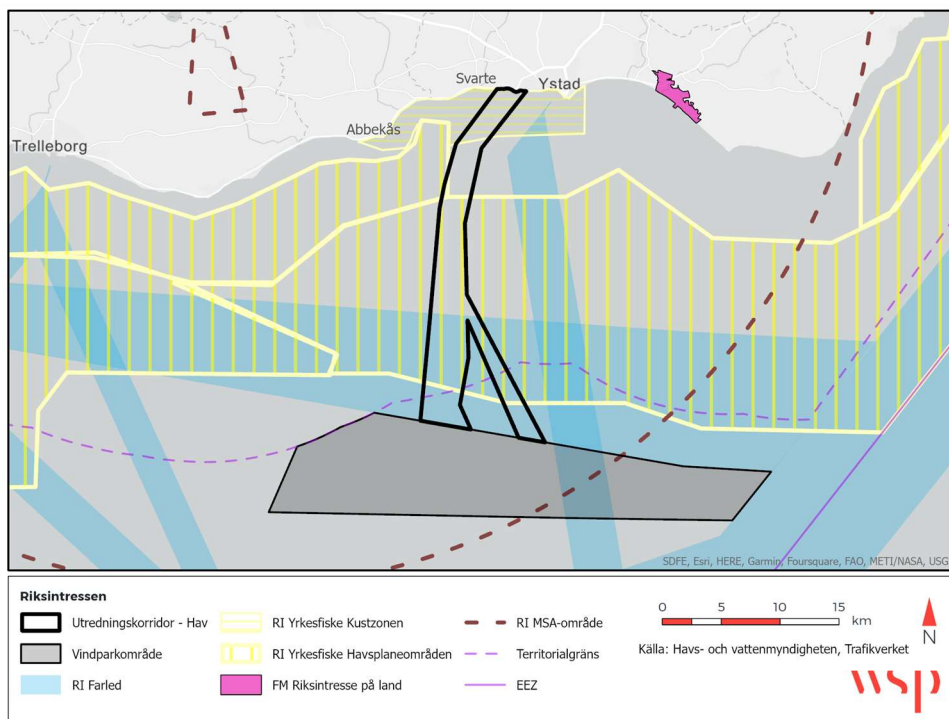 Svarte
Ystad
Abbekås
Trelleborg
SDFE, Esri, HERE, Garmin, Foursquare, FAO, METI/NASA, USG
Riksintressen
Utredningskorridor - Hav
Vindparkområde
RI Farled
RI Yrkesfiske Kustzonen
RI Yrkesfiske Havsplaneområden
FM Riksintresse på land
RI MSA-område
Territorialgräns
EEZ
0 5 10 15
km
N
Källa: Havs- och vattenmyndigheten, Trafikverket
wsp